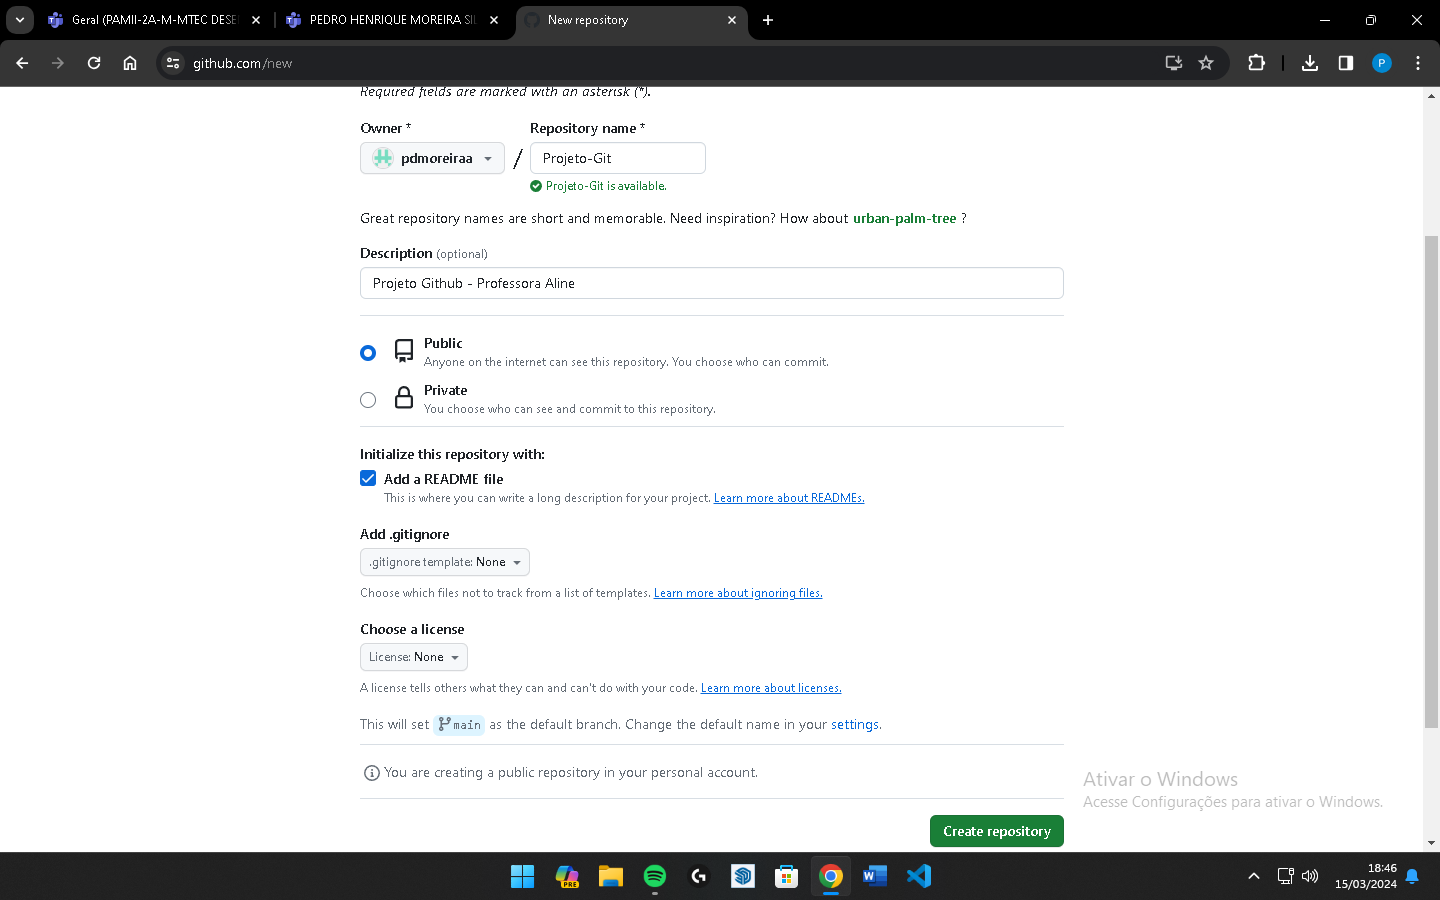 Geral (PAMII-2A-M-MTEC DESE
PEDRO HENRIQUE MOREIRA SIL
New repository
github.com/new
P
Required fields are marked with an asterisk (*).
Owner *
Repository name *
pdmoreiraa
/
Projeto-Git
Projeto-Git is available.
Great repository names are short and memorable. Need inspiration? How about urban-palm-tree ?
Description (optional)
Projeto Github - Professora Aline
Public
Anyone on the internet can see this repository. You choose who can commit.
Private
You choose who can see and commit to this repository.
Initialize this repository with:
Add a README file
This is where you can write a long description for your project. Learn more about READMEs.
Add .gitignore
.gitignore template: None
Choose which files not to track from a list of templates. Learn more about ignoring files.
Choose a license
License: None
A license tells others what they can and can't do with your code. Learn more about licenses.
This will set main as the default branch. Change the default name in your settings.
You are creating a public repository in your personal account.
Ativar o Windows
Acesse Configurações para ativar o Windows.
Create repository
PRE
W
18:46
15/03/2024